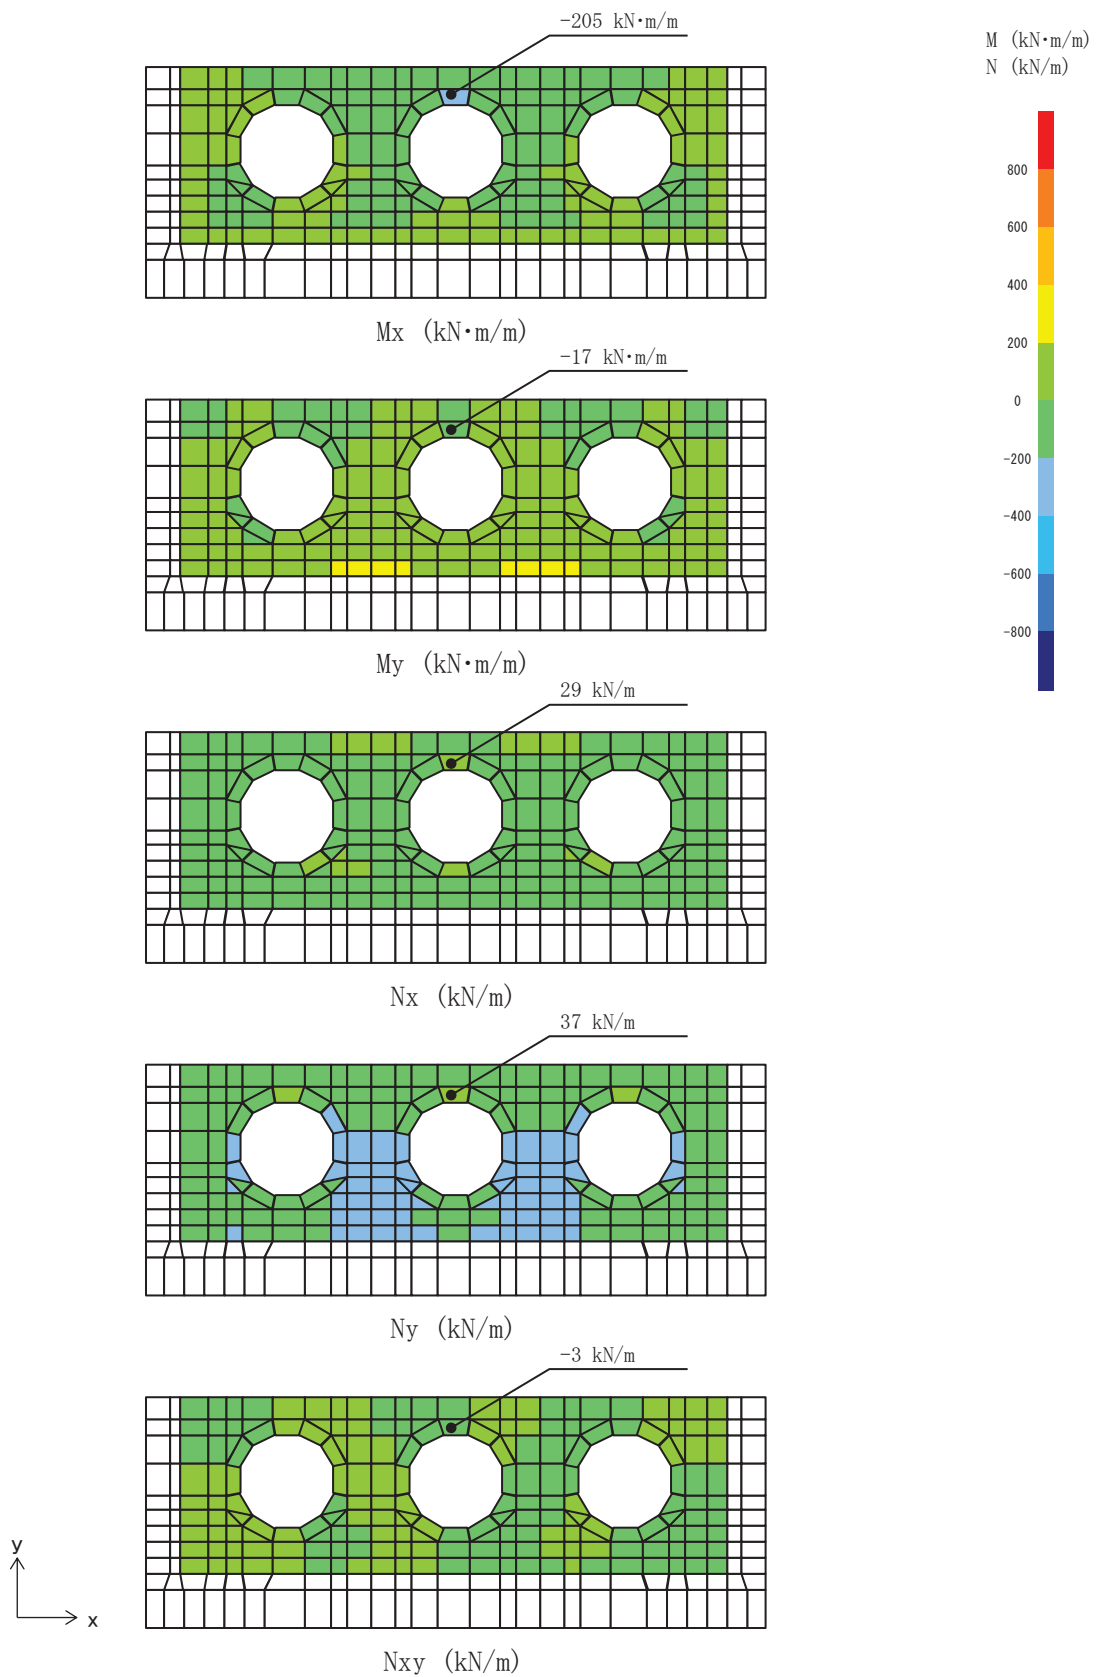 -205 kN・m/m
M (kN・m/m)
N (kN/m)
800
600
400
200
0
-200
-400
-600
-800
Mx (kN・m/m)
-17 kN・m/m
My (kN・m/m)
29 kN/m
Nx (kN/m)
37 kN/m
Ny (kN/m)
-3 kN/m
y
x
Nxy (kN/m)